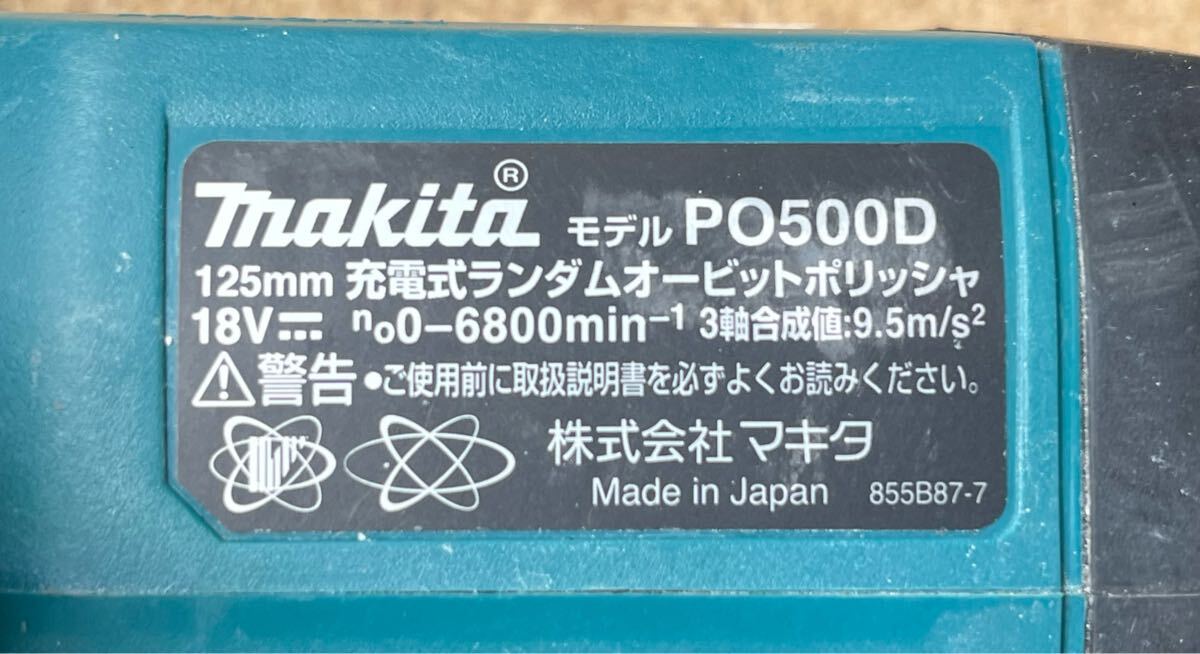 makita® モデル PO500D
125mm 充電式ランダムオービットポリッシャ
18V⎓ n₀0-6800min⁻¹ 3軸合成値:9.5m/s²
⚠警告 ●ご使用前に取扱説明書を必ずよくお読みください。
株式会社マキタ
Made in Japan 855B87-7